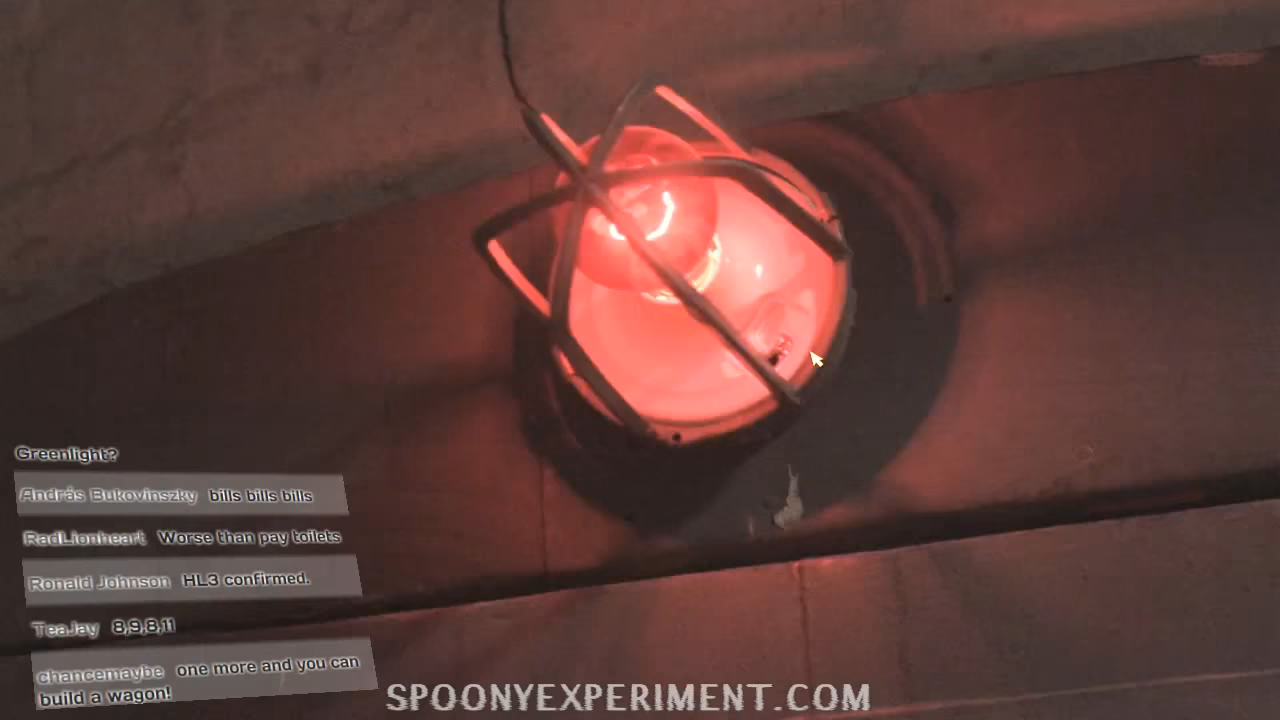 Greenlight?
András Bukovinszky bills bills bills
RadLionheart Worse than pay toilets
Ronald Johnson HL3 confirmed.
TeaJay 8,9,8,11
chancemaybe one more and you can
build a wagon!
SPOONYEXPERIMENT.COM